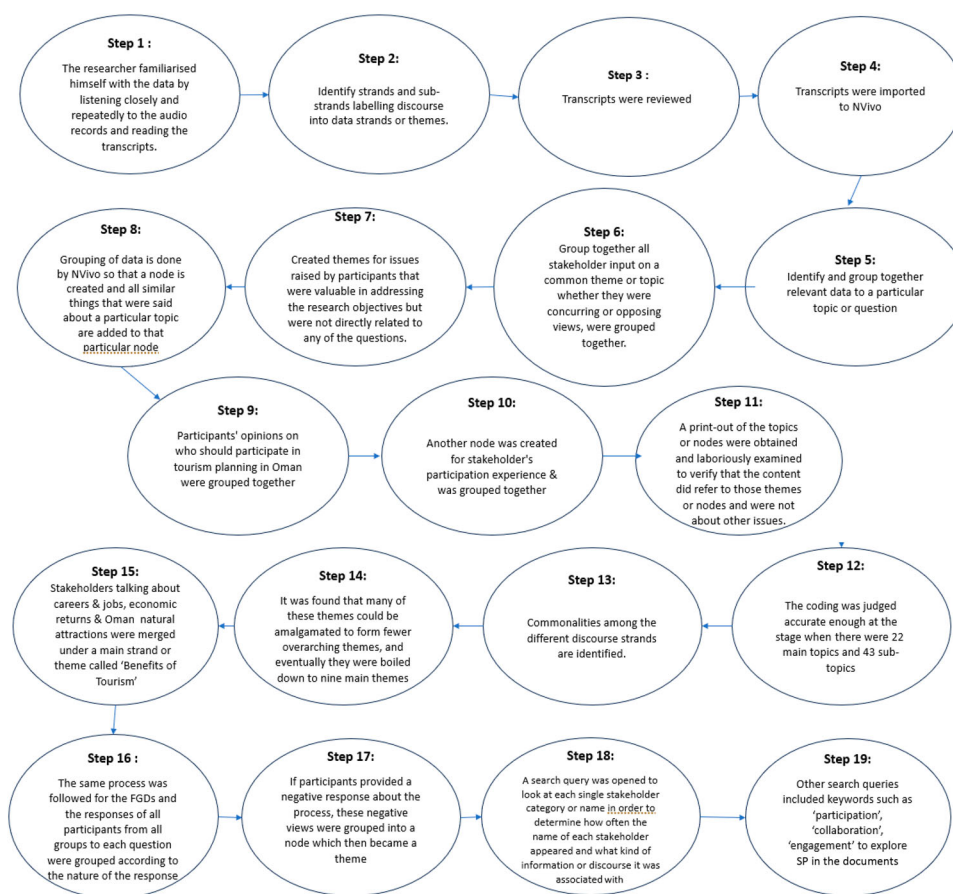 Step 1 :
The researcher familiarised
himself with the data by
listening closely and
repeatedly to the audio
records and reading the
transcripts.
Step 2:
Identify strands and sub-
strands labelling discourse
into data strands or themes.
Step 3 :
Transcripts were reviewed
Step 4:
Transcripts were imported
to NVivo
Step 5:
Identify and group together
relevant data to a particular
topic or question
Step 6:
Group together all
stakeholder input on a
common theme or topic
whether they were
concurring or opposing
views, were grouped
together.
Step 7:
Created themes for issues
raised by participants that
were valuable in addressing
the research objectives but
were not directly related to
any of the questions.
Step 8:
Grouping of data is done
by NVivo so that a node is
created and all similar
things that were said
about a particular topic
are added to that
particular node
Step 9:
Participants' opinions on
who should participate in
tourism planning in Oman
were grouped together
Step 10:
Another node was created
for stakeholder's
participation experience &
was grouped together
Step 11:
A print-out of the topics
or nodes were obtained
and laboriously examined
to verify that the content
did refer to those themes
or nodes and were not
about other issues.
Step 12:
The coding was judged
accurate enough at the
stage when there were 22
main topics and 43 sub-
topics
Step 13:
Commonalities among the
different discourse strands
are identified.
Step 14:
It was found that many of
these themes could be
amalgamated to form fewer
overarching themes, and
eventually they were boiled
down to nine main themes
Step 15:
Stakeholders talking about
careers & jobs, economic
returns & Oman natural
attractions were merged
under a main strand or
theme called ‘Benefits of
Tourism’
Step 16 :
The same process was
followed for the FGDs and
the responses of all
participants from all
groups to each question
were grouped according to
the nature of the response
Step 17:
If participants provided a
negative response about the
process, these negative
views were grouped into a
node which then became a
theme
Step 18:
A search query was opened to
look at each single stakeholder
category or name in order to
determine how often the
name of each stakeholder
appeared and what kind of
information or discourse it was
associated with
Step 19:
Other search queries
included keywords such as
‘participation’,
‘collaboration’,
‘engagement’ to explore
SP in the documents